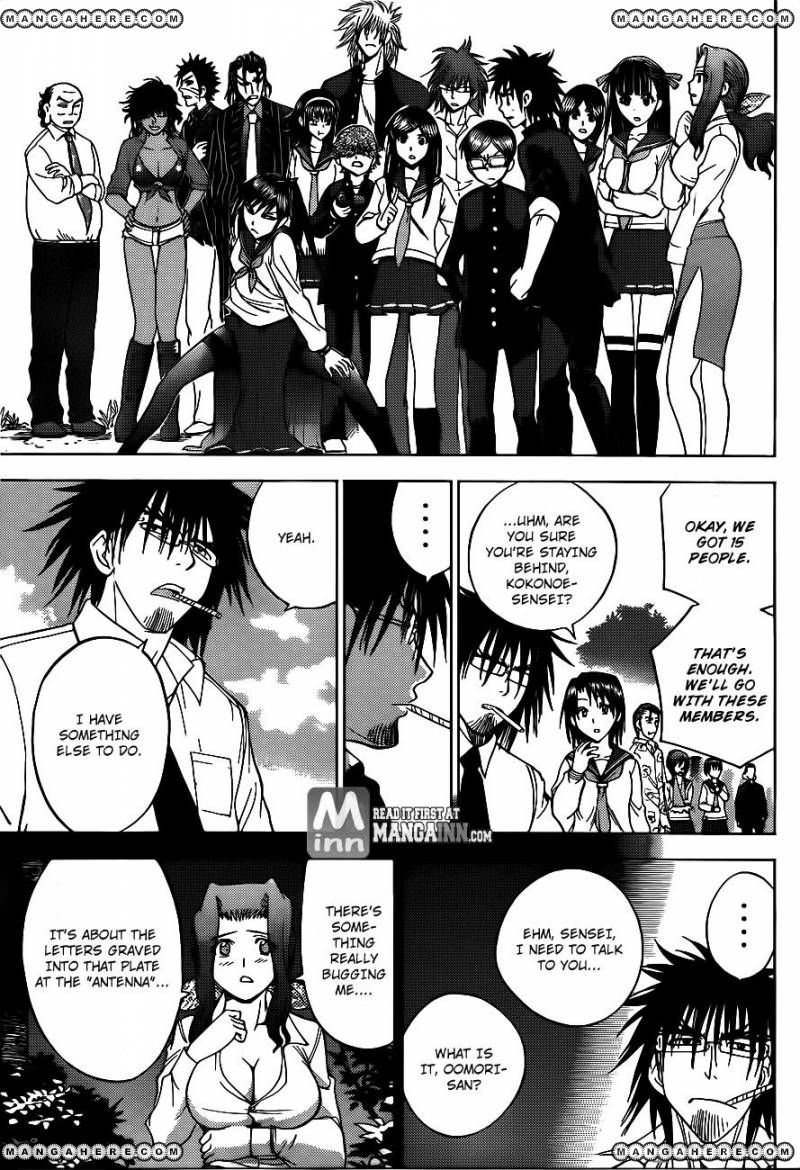 MANGAHERE.COM
MANGAHERE.COM
OKAY, WE
GOT 15
PEOPLE.
THAT'S
ENOUGH.
WE'LL GO
WITH THESE
MEMBERS.
...UHM, ARE
YOU SURE
YOU'RE STAYING
BEHIND,
KOKONOE-
SENSEI?
...
YEAH.
I HAVE
SOMETHING
ELSE TO DO.
M
inn
READ IT FIRST AT
MANGAINN.COM
...
EHM, SENSEI,
I NEED TO TALK
TO YOU...
WHAT IS
IT, OOMORI-
SAN?
THERE'S
SOME-
THING
REALLY
BUGGING
ME....
IT'S ABOUT THE
LETTERS GRAVED
INTO THAT PLATE
AT THE "ANTENNA"...
MANGAHERE.COM
MANGAHERE.COM